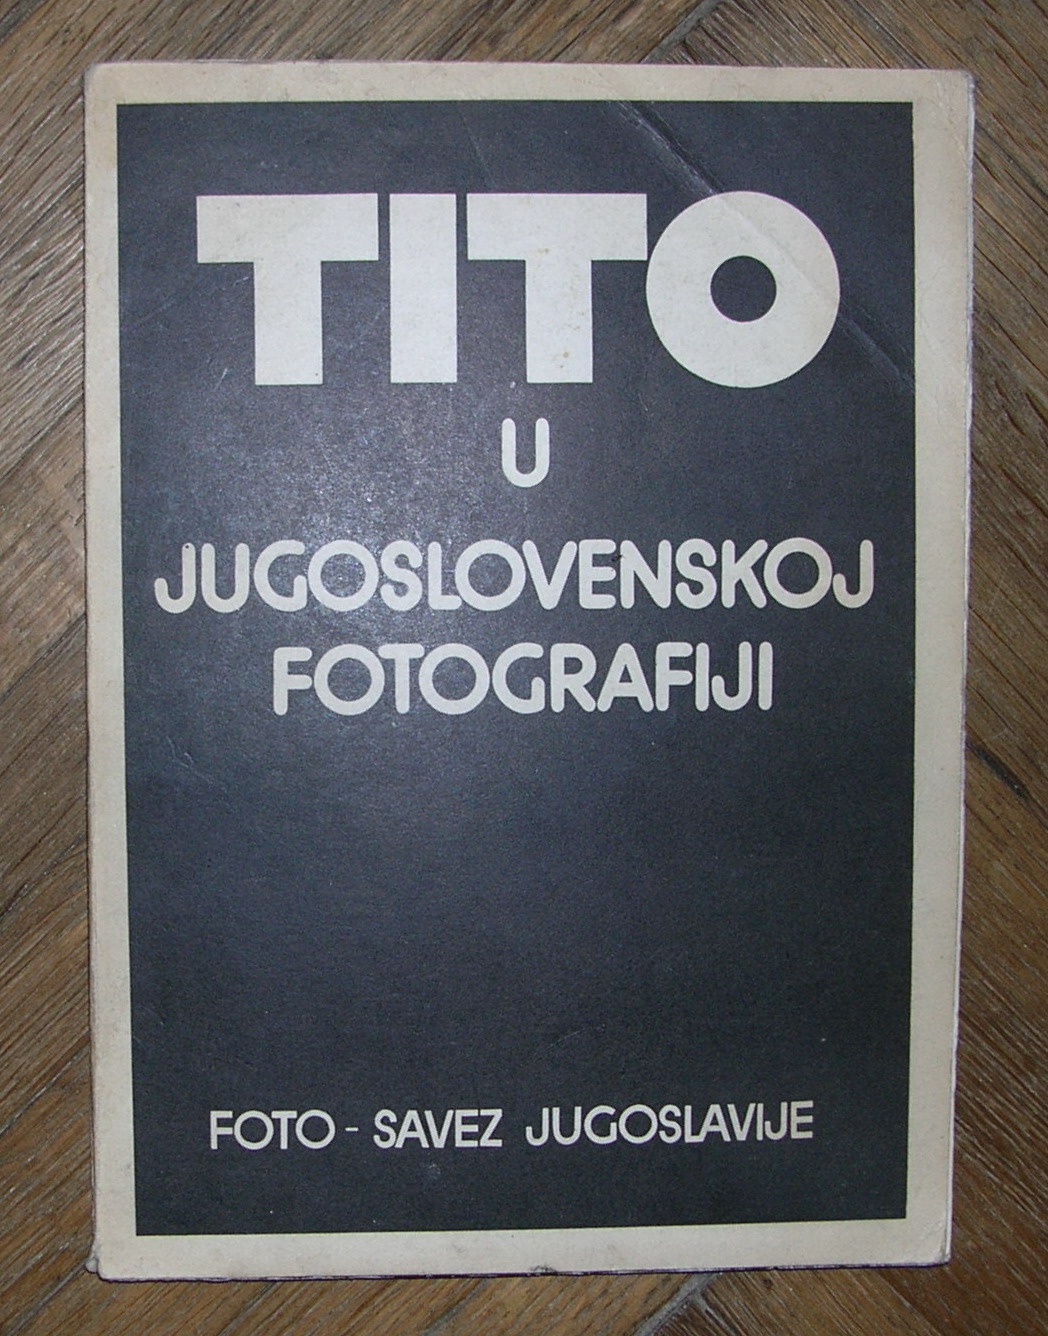 TITO
U
JUGOSLOVENSKOJ
FOTOGRAFIJI
FOTO - SAVEZ JUGOSLAVIJE